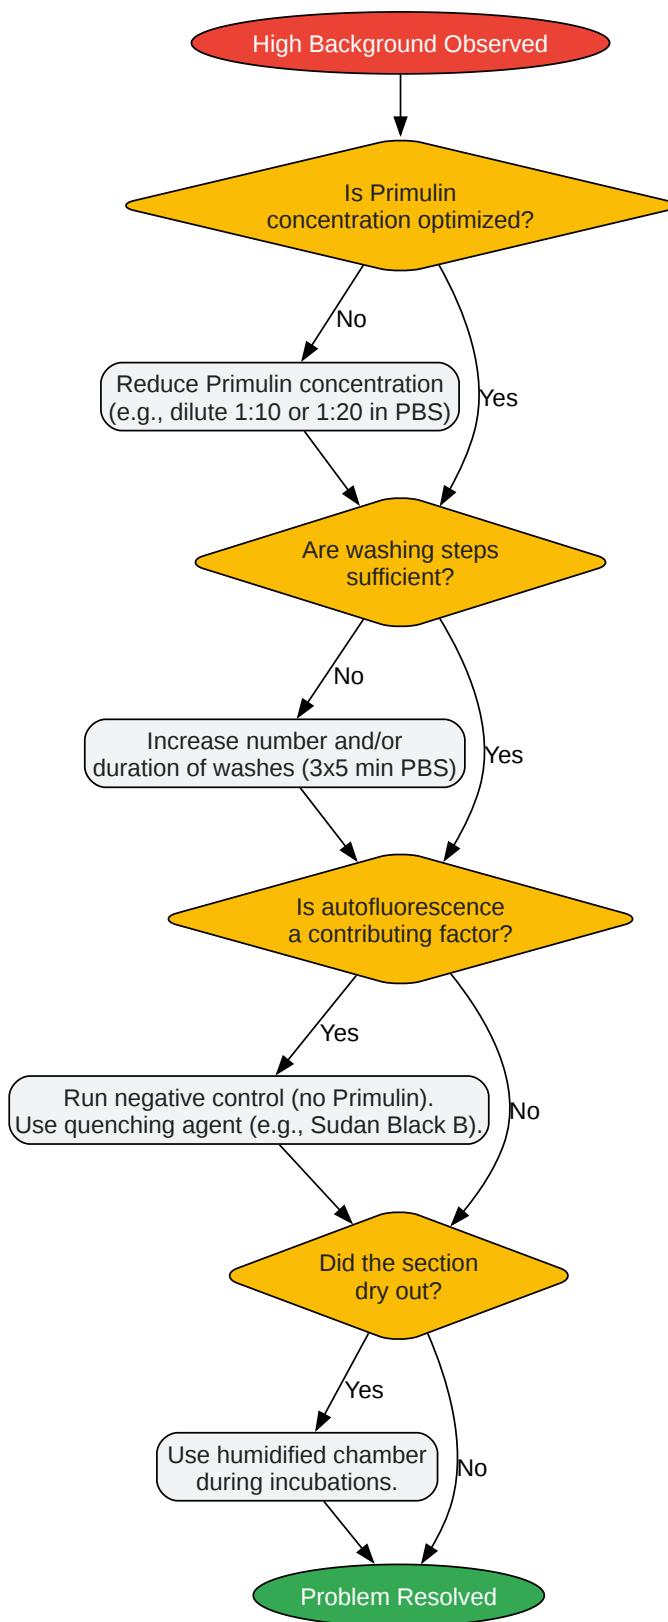 High Background Observed
Is Primulin
concentration optimized?
No
Yes
Reduce Primulin concentration
(e.g., dilute 1:10 or 1:20 in PBS)
Are washing steps
sufficient?
No
Yes
Increase number and/or
duration of washes (3x5 min PBS)
Is autofluorescence
a contributing factor?
Yes
No
Run negative control (no Primulin).
Use quenching agent (e.g., Sudan Black B).
Did the section
dry out?
Yes
No
Use humidified chamber
during incubations.
Problem Resolved